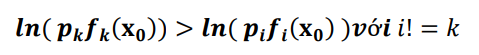 ln( pₖfₖ(x₀)) > ln( pᵢfᵢ(x₀) )với i! = k